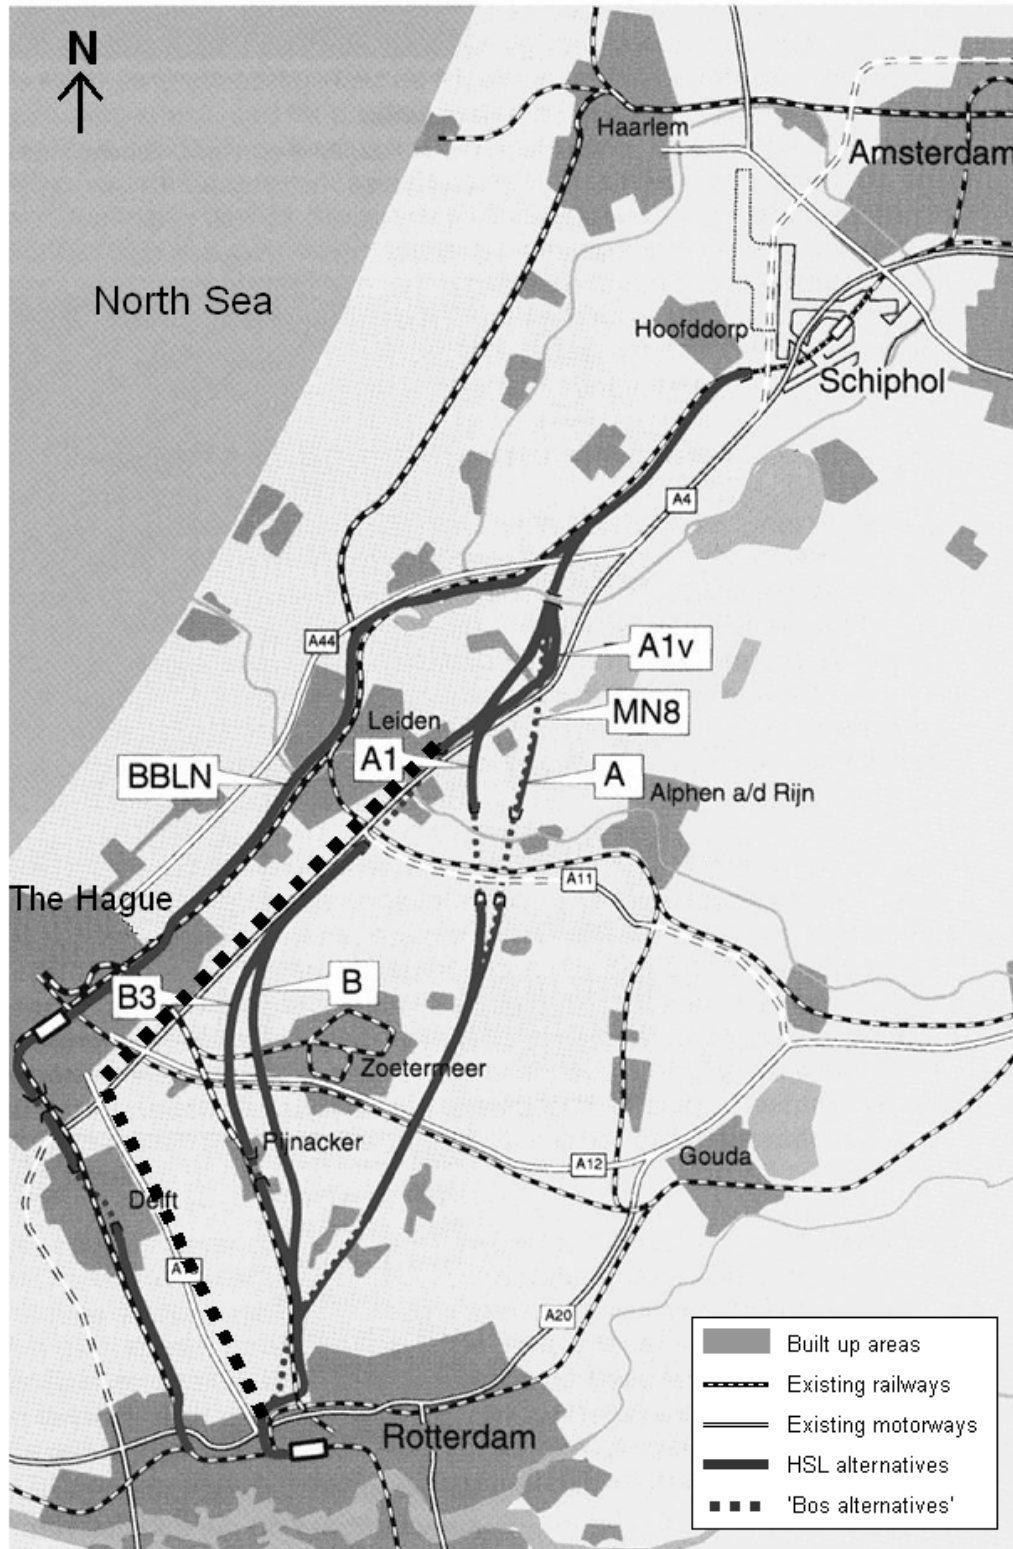 N
Haarlem
Amsterdam
North Sea
Hoofddorp
Schiphol
A4
A44
A1v
MN8
Leiden
A1
BBLN
A
Alphen a/d Rijn
The Hague
A11
B3
B
Zoetermeer
Pijnacker
A12
Gouda
Delft
A20
Rotterdam
Built up areas
Existing railways
Existing motorways
HSL alternatives
'Bos alternatives'